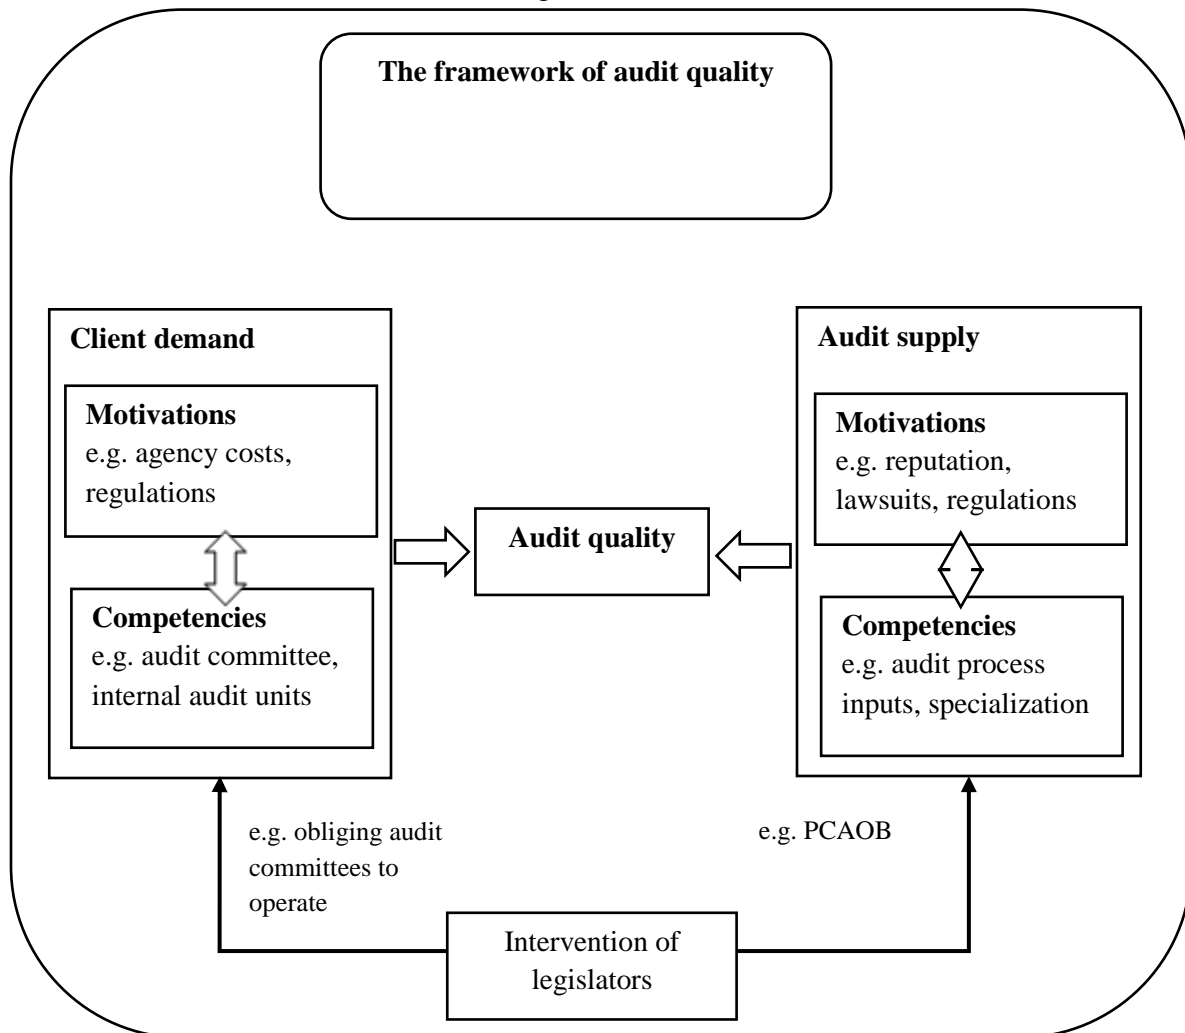 The framework of audit quality
Client demand
Motivations
e.g. agency costs,
regulations
Competencies
e.g. audit committee,
internal audit units
Audit quality
Audit supply
Motivations
e.g. reputation,
lawsuits, regulations
Competencies
e.g. audit process
inputs, specialization
e.g. obliging audit
committees to
operate
e.g. PCAOB
Intervention of
legislators